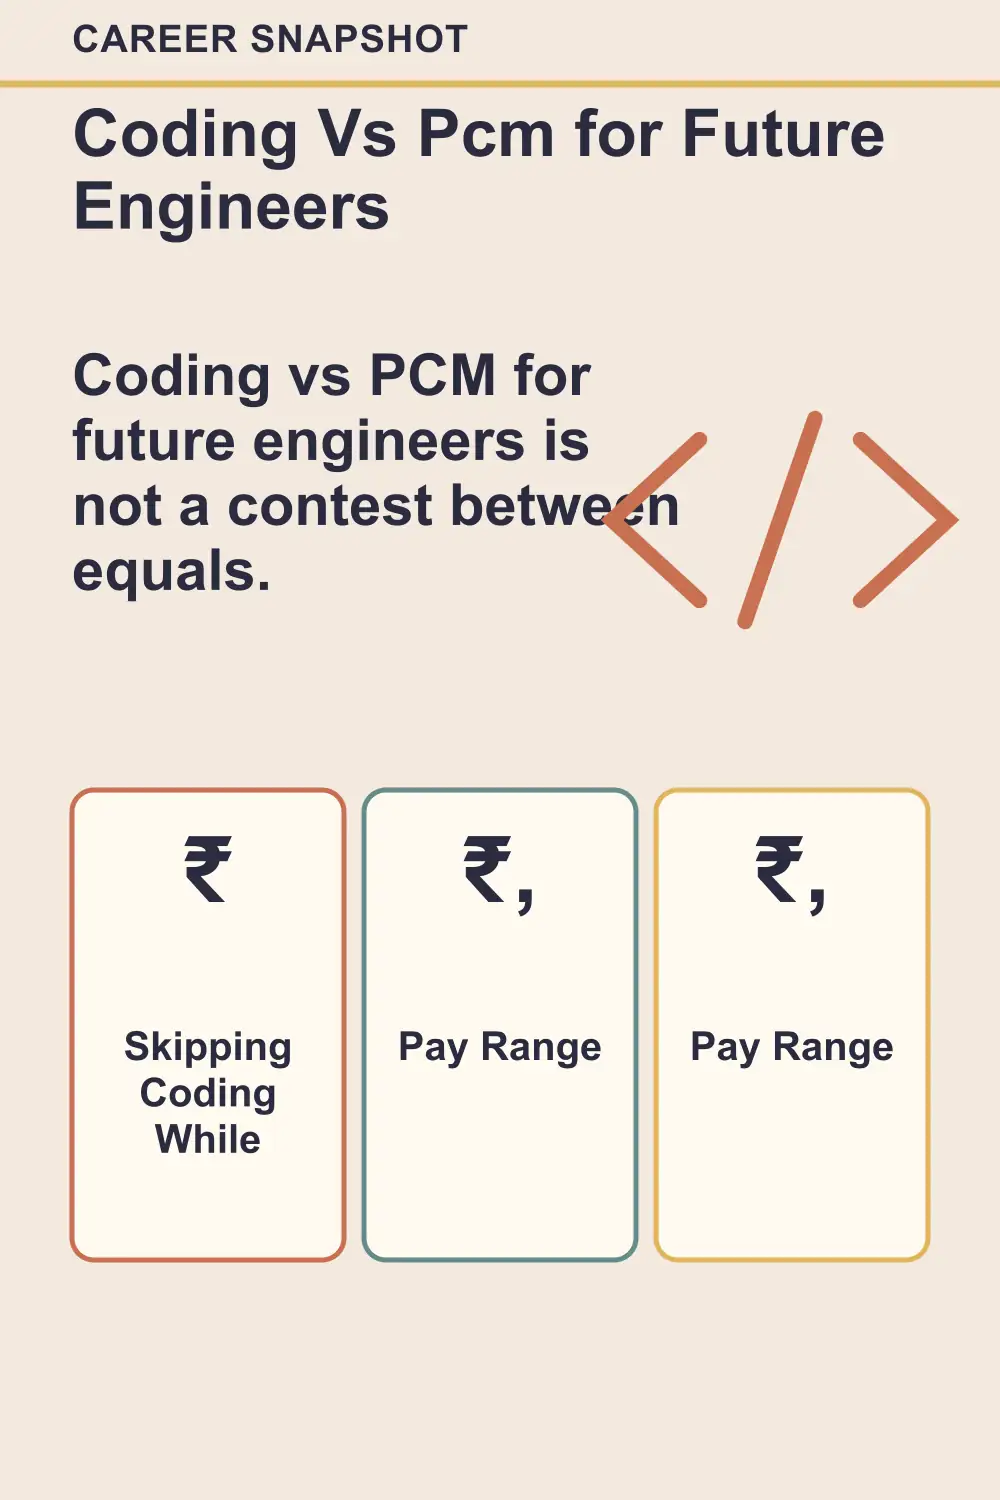 CAREER SNAPSHOT
Coding Vs Pcm for Future
Engineers
Coding vs PCM for
future engineers is
not a contest between
equals.
</>
₹
₹,
₹,
Skipping
Coding
While
Pay Range
Pay Range